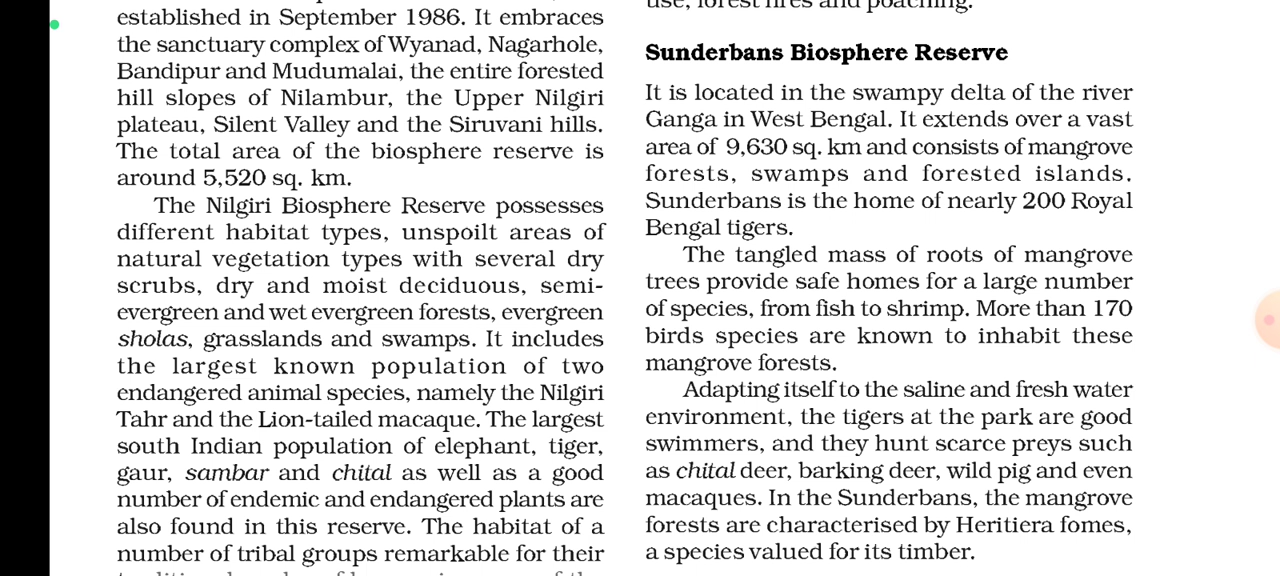 established in September 1986. It embraces
the sanctuary complex of Wyanad, Nagarhole,
Bandipur and Mudumalai, the entire forested
hill slopes of Nilambur, the Upper Nilgiri
plateau, Silent Valley and the Siruvani hills.
The total area of the biosphere reserve is
around 5,520 sq. km.
The Nilgiri Biosphere Reserve possesses
different habitat types, unspoilt areas of
natural vegetation types with several dry
scrubs, dry and moist deciduous, semi-
evergreen and wet evergreen forests, evergreen
sholas, grasslands and swamps. It includes
the largest known population of two
endangered animal species, namely the Nilgiri
Tahr and the Lion-tailed macaque. The largest
south Indian population of elephant, tiger,
gaur, sambar and chital as well as a good
number of endemic and endangered plants are
also found in this reserve. The habitat of a
number of tribal groups remarkable for their
use, forest fires and poaching.
Sunderbans Biosphere Reserve
It is located in the swampy delta of the river
Ganga in West Bengal. It extends over a vast
area of 9,630 sq. km and consists of mangrove
forests, swamps and forested islands.
Sunderbans is the home of nearly 200 Royal
Bengal tigers.
The tangled mass of roots of mangrove
trees provide safe homes for a large number
of species, from fish to shrimp. More than 170
birds species are known to inhabit these
mangrove forests.
Adapting itself to the saline and fresh water
environment, the tigers at the park are good
swimmers, and they hunt scarce preys such
as chital deer, barking deer, wild pig and even
macaques. In the Sunderbans, the mangrove
forests are characterised by Heritiera fomes,
a species valued for its timber.